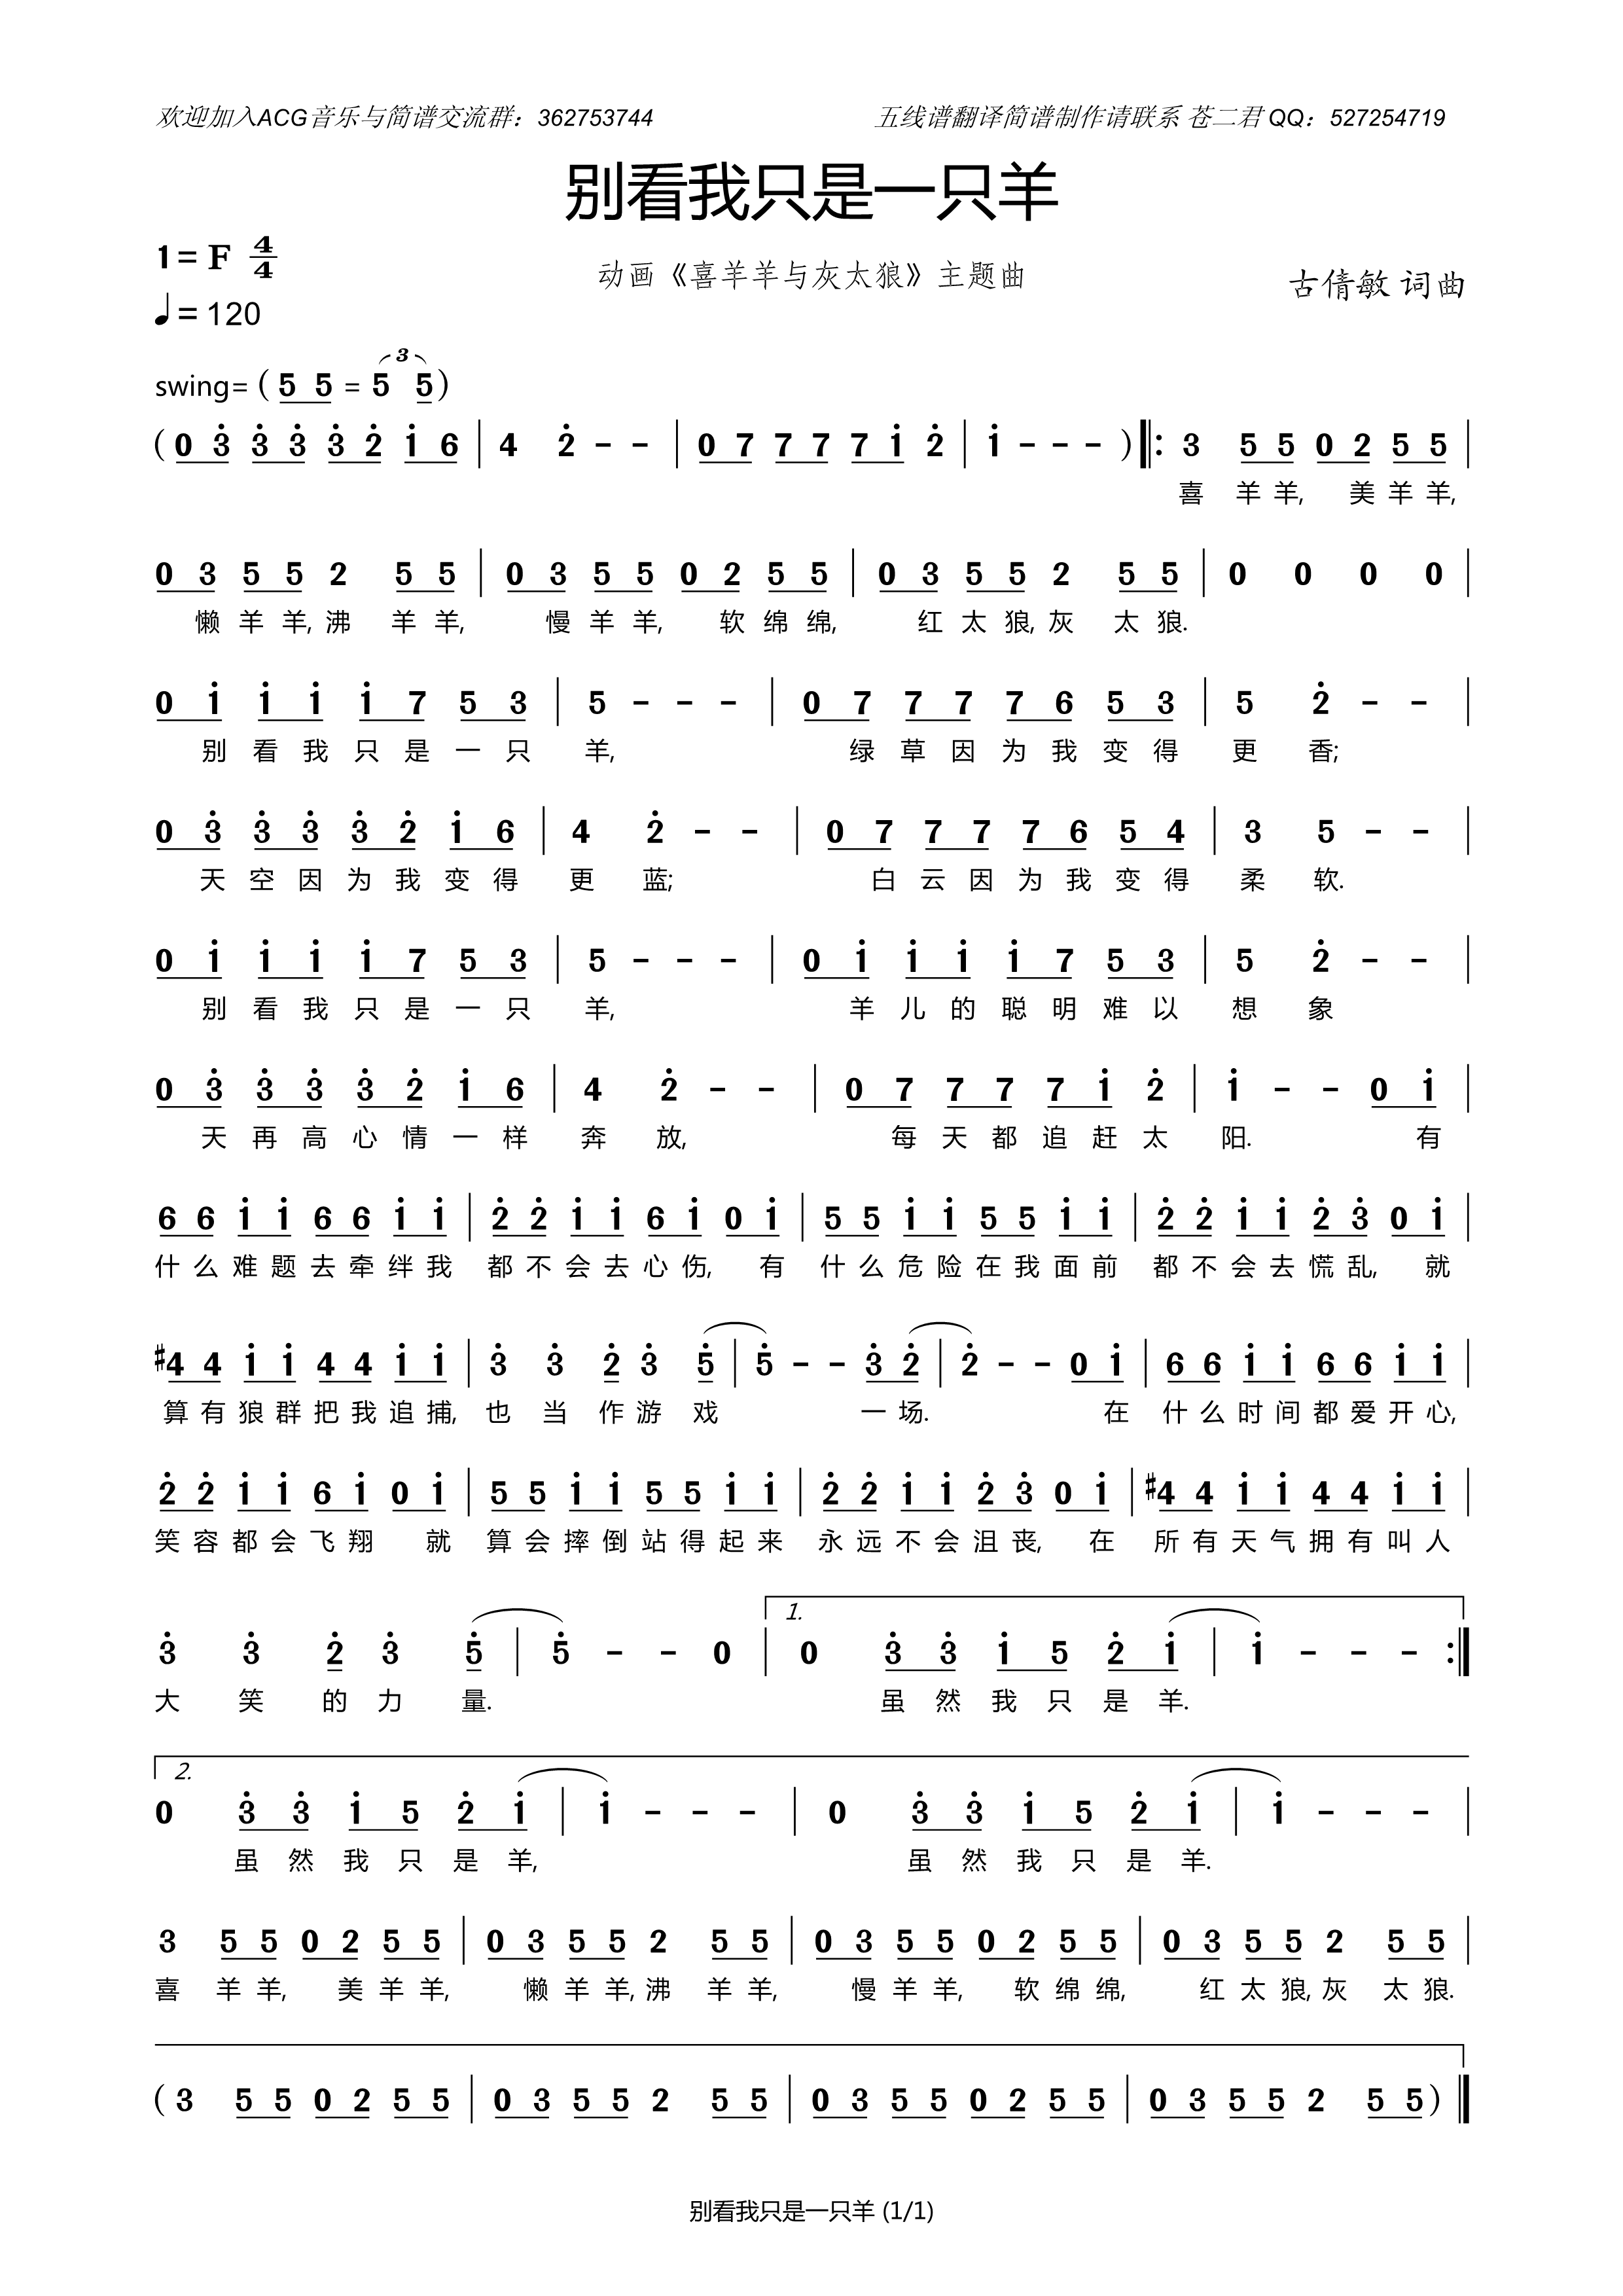 欢迎加入ACG音乐与简谱交流群：362753744 五线谱翻译简谱制作请联系 苍二君 QQ：527254719
别看我只是一只羊
1= F 4/4
动画《喜羊羊与灰太狼》主题曲
古倩敏 词曲
♩= 120
swing= ( 5 5 = 5 5 ) 3
( 0 3̇ 3̇ 3̇ 3̇ 2̇ 1̇ 6 | 4 2̇ - - | 0 7 7 7 7 1̇ 2̇ | 1̇ - - - ) ‖: 3 5 5 0 2 5 5 |
喜 羊 羊, 美 羊 羊,
0 3 5 5 2 5 5 | 0 3 5 5 0 2 5 5 | 0 3 5 5 2 5 5 | 0 0 0 0 |
懒 羊 羊, 沸 羊 羊, 慢 羊 羊, 软 绵 绵, 红 太 狼, 灰 太 狼.
0 1̇ 1̇ 1̇ 1̇ 7 5 3 | 5 - - - | 0 7 7 7 7 6 5 3 | 5 2̇ - - |
别 看 我 只 是 一 只 羊, 绿 草 因 为 我 变 得 更 香;
0 3̇ 3̇ 3̇ 3̇ 2̇ 1̇ 6 | 4 2̇ - - | 0 7 7 7 7 6 5 4 | 3 5 - - |
天 空 因 为 我 变 得 更 蓝; 白 云 因 为 我 变 得 柔 软.
0 1̇ 1̇ 1̇ 1̇ 7 5 3 | 5 - - - | 0 1̇ 1̇ 1̇ 1̇ 7 5 3 | 5 2̇ - - |
别 看 我 只 是 一 只 羊, 羊 儿 的 聪 明 难 以 想 象
0 3̇ 3̇ 3̇ 3̇ 2̇ 1̇ 6 | 4 2̇ - - | 0 7 7 7 7 1̇ 2̇ | 1̇ - - 0 1̇ |
天 再 高 心 情 一 样 奔 放, 每 天 都 追 赶 太 阳. 有
6 6 1̇ 1̇ 6 6 1̇ 1̇ | 2̇ 2̇ 1̇ 1̇ 6 1̇ 0 1̇ | 5 5 1̇ 1̇ 5 5 1̇ 1̇ | 2̇ 2̇ 1̇ 1̇ 2̇ 3̇ 0 1̇ |
什 么 难 题 去 牵 绊 我 都 不 会 去 心 伤, 有 什 么 危 险 在 我 面 前 都 不 会 去 慌 乱, 就
#4 4 1̇ 1̇ 4 4 1̇ 1̇ | 3̇ 3̇ 2̇ 3̇ 5̇ | 5̇ - - 3̇ 2̇ | 2̇ - - 0 1̇ | 6 6 1̇ 1̇ 6 6 1̇ 1̇ |
算 有 狼 群 把 我 追 捕, 也 当 作 游 戏 一 场. 在 什 么 时 间 都 爱 开 心,
2̇ 2̇ 1̇ 1̇ 6 1̇ 0 1̇ | 5 5 1̇ 1̇ 5 5 1̇ 1̇ | 2̇ 2̇ 1̇ 1̇ 2̇ 3̇ 0 1̇ | #4 4 1̇ 1̇ 4 4 1̇ 1̇ |
笑 容 都 会 飞 翔 就 算 会 摔 倒 站 得 起 来 永 远 不 会 沮 丧, 在 所 有 天 气 拥 有 叫 人
1.
3̇ 3̇ 2̇ 3̇ 5̇ | 5̇ - - 0 | 0 3̇ 3̇ 1̇ 5 2̇ 1̇ | 1̇ - - - :‖
大 笑 的 力 量. 虽 然 我 只 是 羊.
2.
0 3̇ 3̇ 1̇ 5 2̇ 1̇ | 1̇ - - - | 0 3̇ 3̇ 1̇ 5 2̇ 1̇ | 1̇ - - - |
虽 然 我 只 是 羊, 虽 然 我 只 是 羊.
3 5 5 0 2 5 5 | 0 3 5 5 2 5 5 | 0 3 5 5 0 2 5 5 | 0 3 5 5 2 5 5 |
喜 羊 羊, 美 羊 羊, 懒 羊 羊, 沸 羊 羊, 慢 羊 羊, 软 绵 绵, 红 太 狼, 灰 太 狼.
( 3 5 5 0 2 5 5 | 0 3 5 5 2 5 5 | 0 3 5 5 0 2 5 5 | 0 3 5 5 2 5 5 ) ‖
别看我只是一只羊 (1/1)